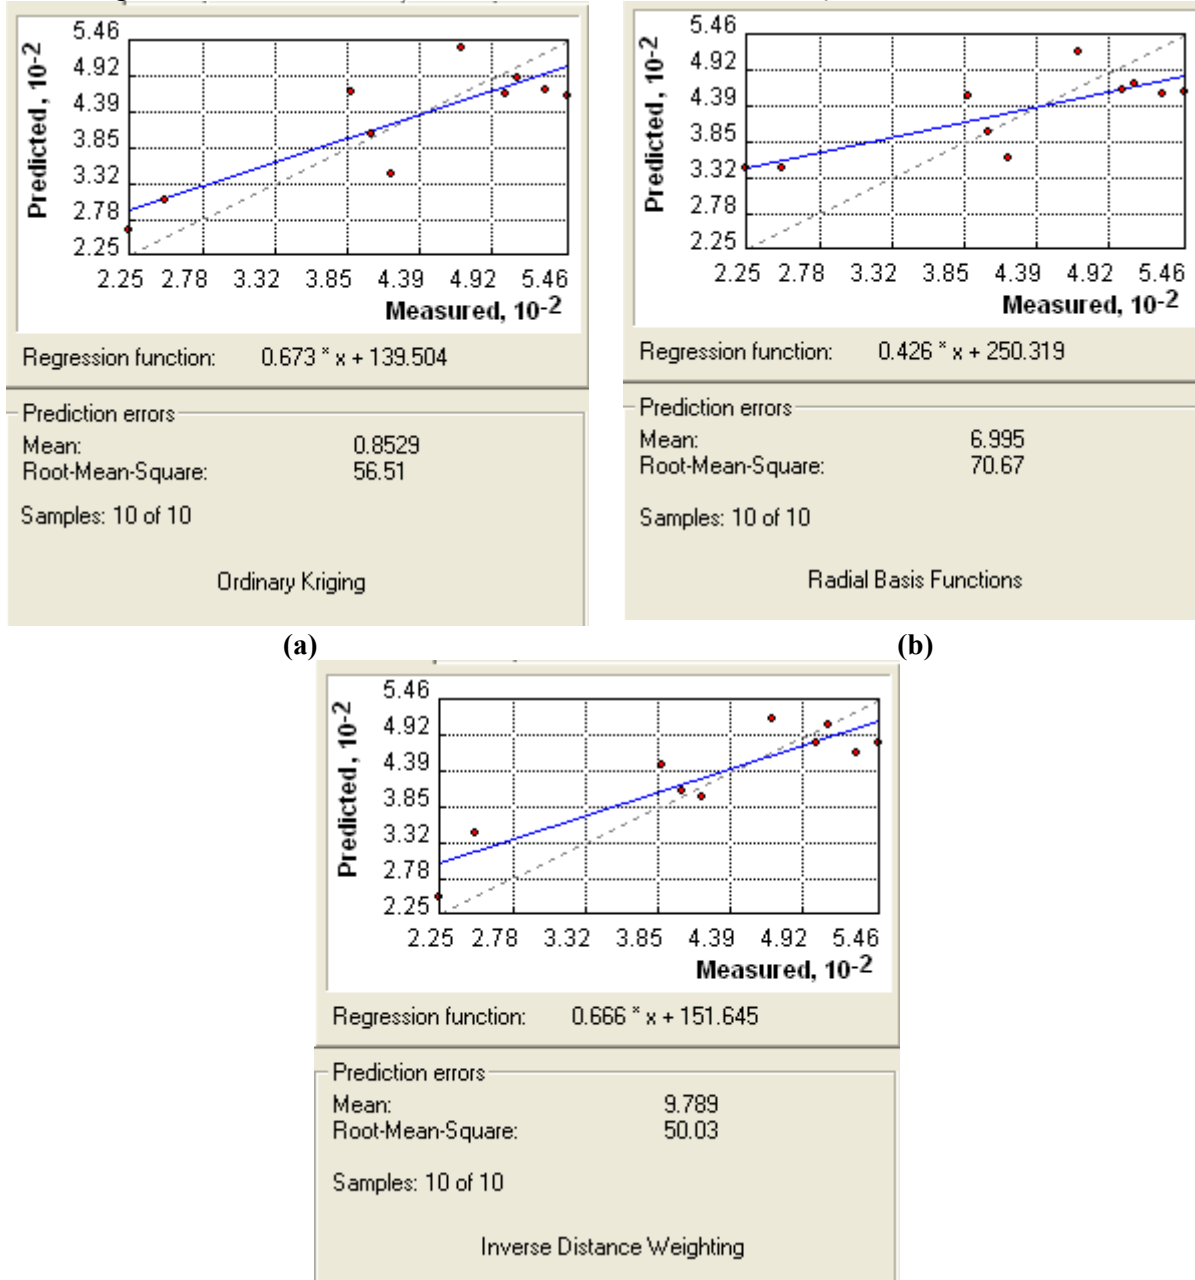 5.46
4.92
4.39
3.85
3.32
2.78
2.25
Predicted, 10-2
2.25 2.78 3.32 3.85 4.39 4.92 5.46
Measured, 10-2
Regression function: 0.673 * x + 139.504
Prediction errors
Mean: 0.8529
Root-Mean-Square: 56.51
Samples: 10 of 10
Ordinary Kriging
(a)
5.46
4.92
4.39
3.85
3.32
2.78
2.25
Predicted, 10-2
2.25 2.78 3.32 3.85 4.39 4.92 5.46
Measured, 10-2
Regression function: 0.426 * x + 250.319
Prediction errors
Mean: 6.995
Root-Mean-Square: 70.67
Samples: 10 of 10
Radial Basis Functions
(b)
5.46
4.92
4.39
3.85
3.32
2.78
2.25
Predicted, 10-2
2.25 2.78 3.32 3.85 4.39 4.92 5.46
Measured, 10-2
Regression function: 0.666 * x + 151.645
Prediction errors
Mean: 9.789
Root-Mean-Square: 50.03
Samples: 10 of 10
Inverse Distance Weighting